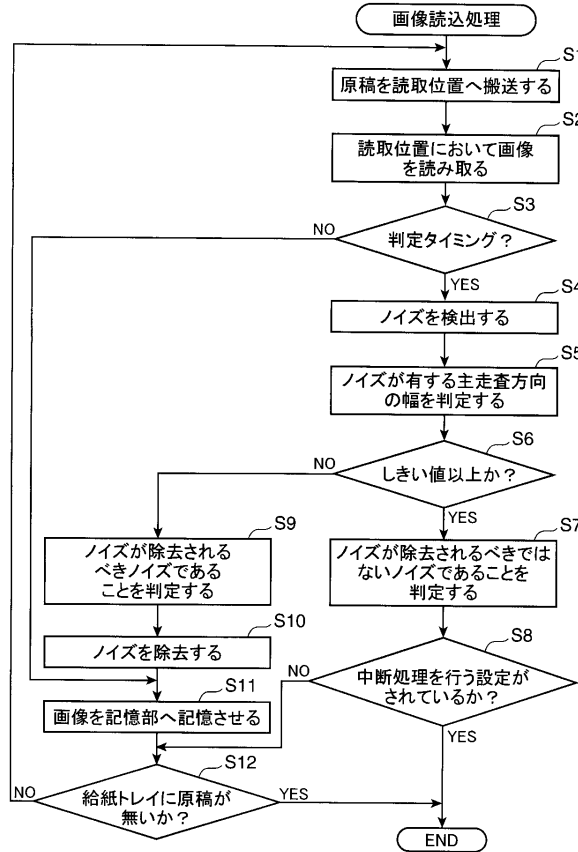 画像読込処理
S1
原稿を読取位置へ搬送する
S2
読取位置において画像
を読み取る
S3
判定タイミング?
NO
YES
S4
ノイズを検出する
S5
ノイズが有する主走査方向
の幅を判定する
S6
しきい値以上か?
NO
YES
S9
ノイズが除去される
べきノイズである
ことを判定する
S7
ノイズが除去されるべきでは
ないノイズであることを
判定する
S10
ノイズを除去する
S8
中断処理を行う設定が
されているか?
NO
YES
S11
画像を記憶部へ記憶させる
S12
給紙トレイに原稿が
無いか?
NO
YES
END